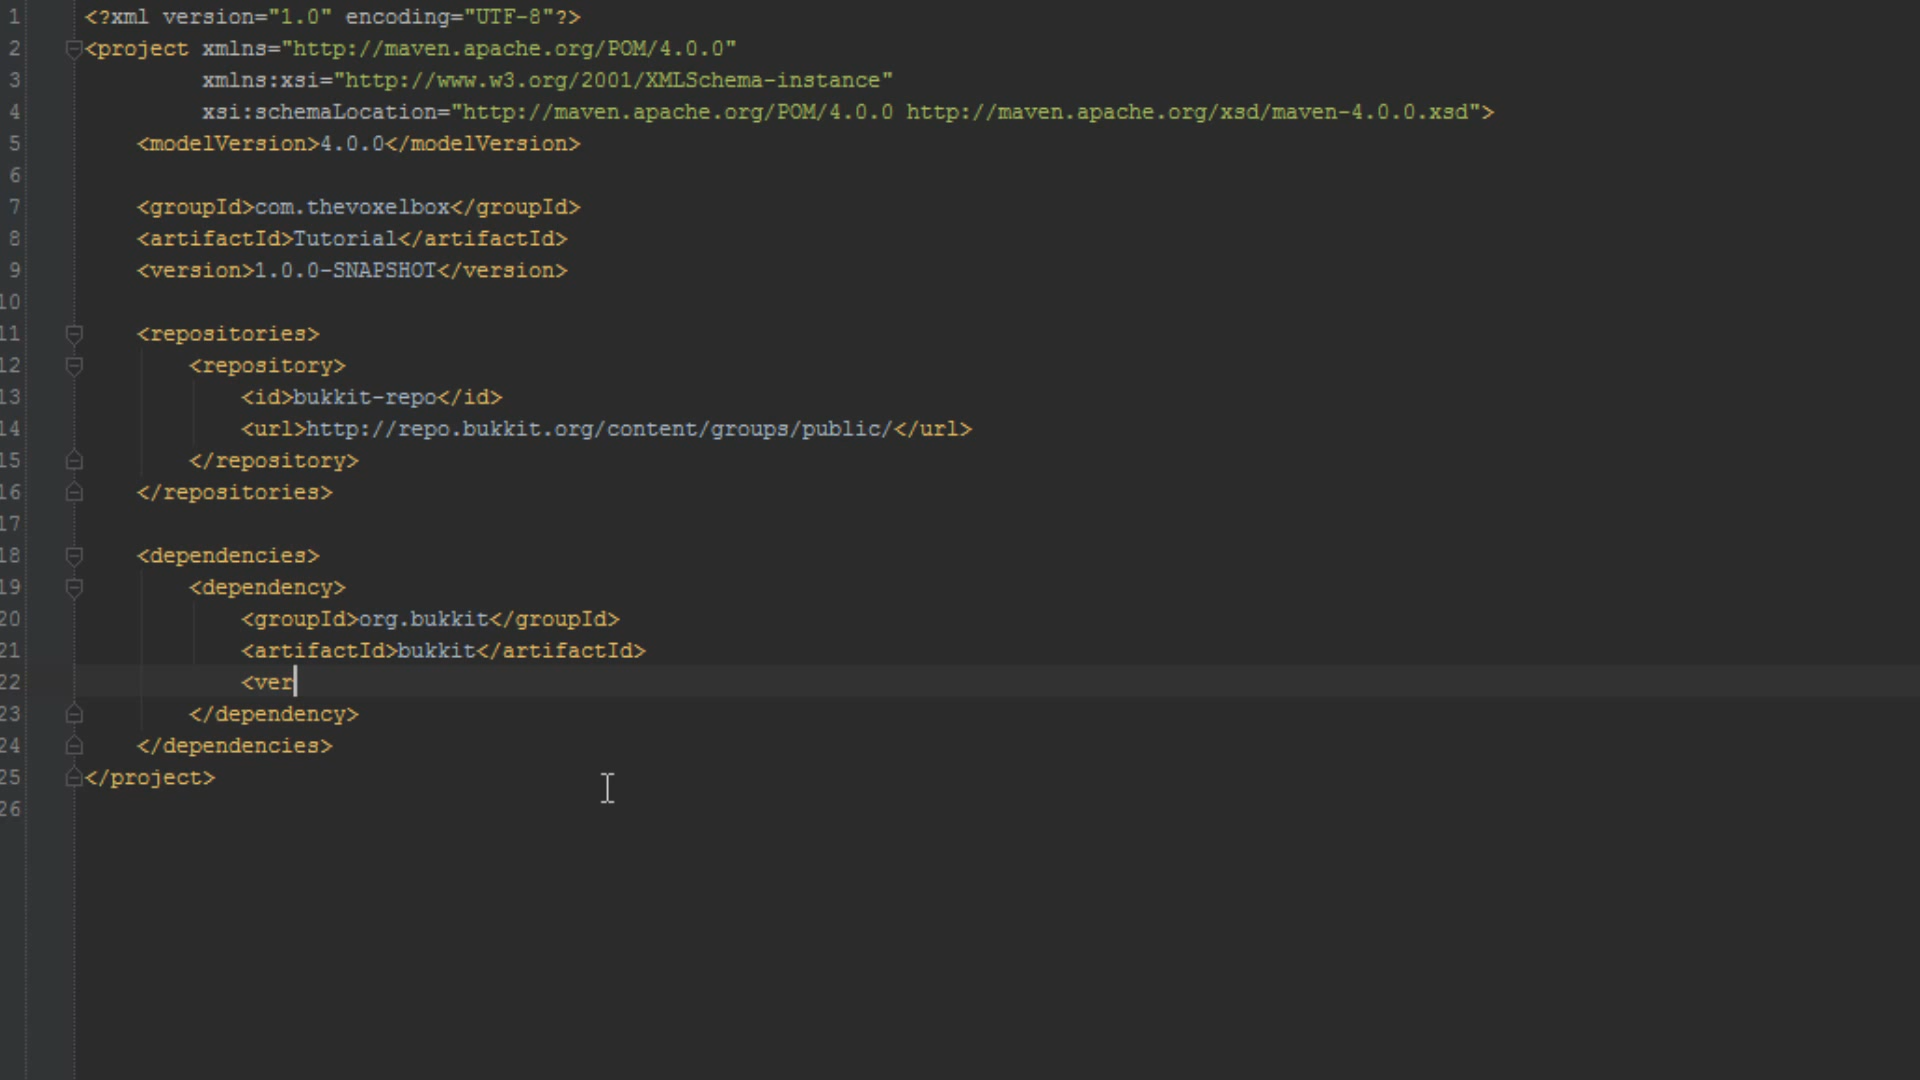 1 <?xml version="1.0" encoding="UTF-8"?>
2 <project xmlns="http://maven.apache.org/POM/4.0.0"
3 xmlns:xsi="http://www.w3.org/2001/XMLSchema-instance"
4 xsi:schemaLocation="http://maven.apache.org/POM/4.0.0 http://maven.apache.org/xsd/maven-4.0.0.xsd">
5 <modelVersion>4.0.0</modelVersion>
6
7 <groupId>com.thevoxelbox</groupId>
8 <artifactId>Tutorial</artifactId>
9 <version>1.0.0-SNAPSHOT</version>
10
11 <repositories>
12 <repository>
13 <id>bukkit-repo</id>
14 <url>http://repo.bukkit.org/content/groups/public/</url>
15 </repository>
16 </repositories>
17
18 <dependencies>
19 <dependency>
20 <groupId>org.bukkit</groupId>
21 <artifactId>bukkit</artifactId>
22 <ver
23 </dependency>
24 </dependencies>
25 </project>
26